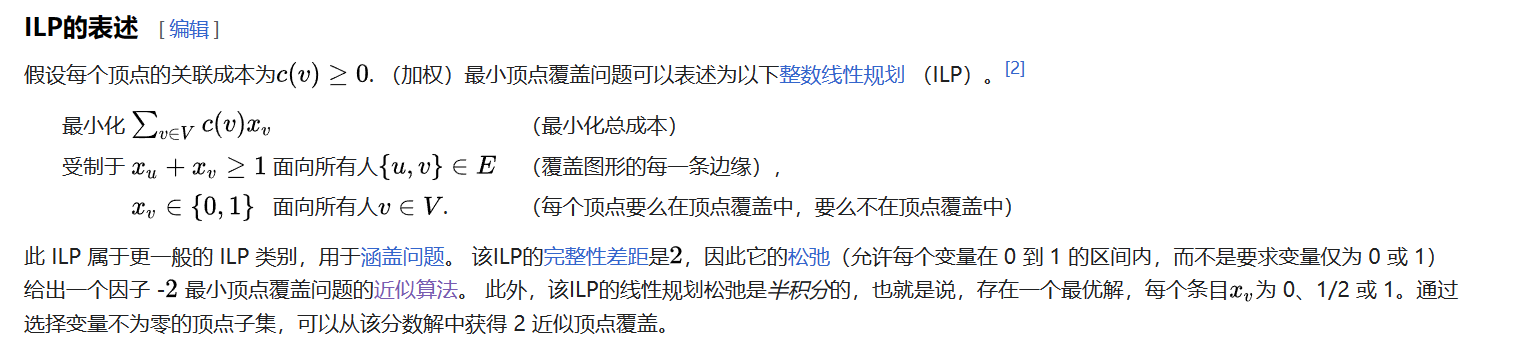 ILP的表述 [编辑]
假设每个顶点的关联成本为c(v) ≥ 0. （加权）最小顶点覆盖问题可以表述为以下整数线性规划 （ILP）。[2]
最小化 ∑v∈V c(v)xv （最小化总成本）
受制于 xu + xv ≥ 1 面向所有人{u, v} ∈ E （覆盖图形的每一条边缘），
xv ∈ {0, 1} 面向所有人v ∈ V. （每个顶点要么在顶点覆盖中，要么不在顶点覆盖中）
此 ILP 属于更一般的 ILP 类别，用于涵盖问题。 该ILP的完整性差距是2，因此它的松弛（允许每个变量在 0 到 1 的区间内，而不是要求变量仅为 0 或 1）
给出一个因子 -2 最小顶点覆盖问题的近似算法。 此外，该ILP的线性规划松弛是半积分的，也就是说，存在一个最优解，每个条目xv为 0、1/2 或 1。通过
选择变量不为零的顶点子集，可以从该分数解中获得 2 近似顶点覆盖。